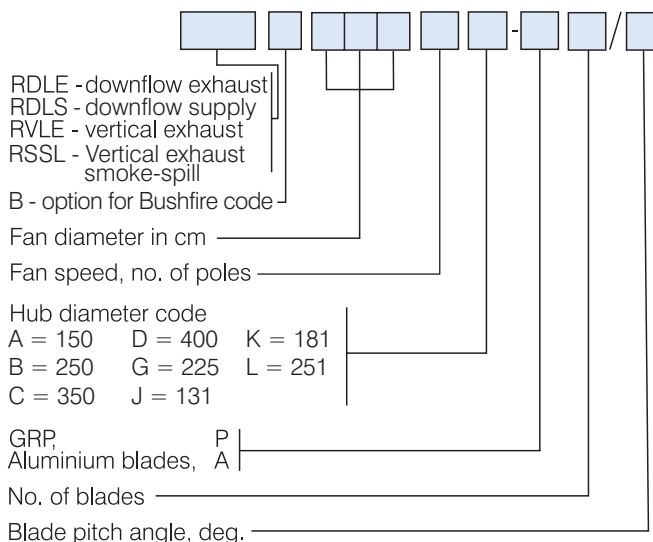 - /
RDLE - downflow exhaust
RDLS - downflow supply
RVLE - vertical exhaust
RSSL - Vertical exhaust
smoke-spill
B - option for Bushfire code
Fan diameter in cm
Fan speed, no. of poles
Hub diameter code
A = 150 D = 400 K = 181
B = 250 G = 225 L = 251
C = 350 J = 131
GRP, P
Aluminium blades, A
No. of blades
Blade pitch angle, deg.